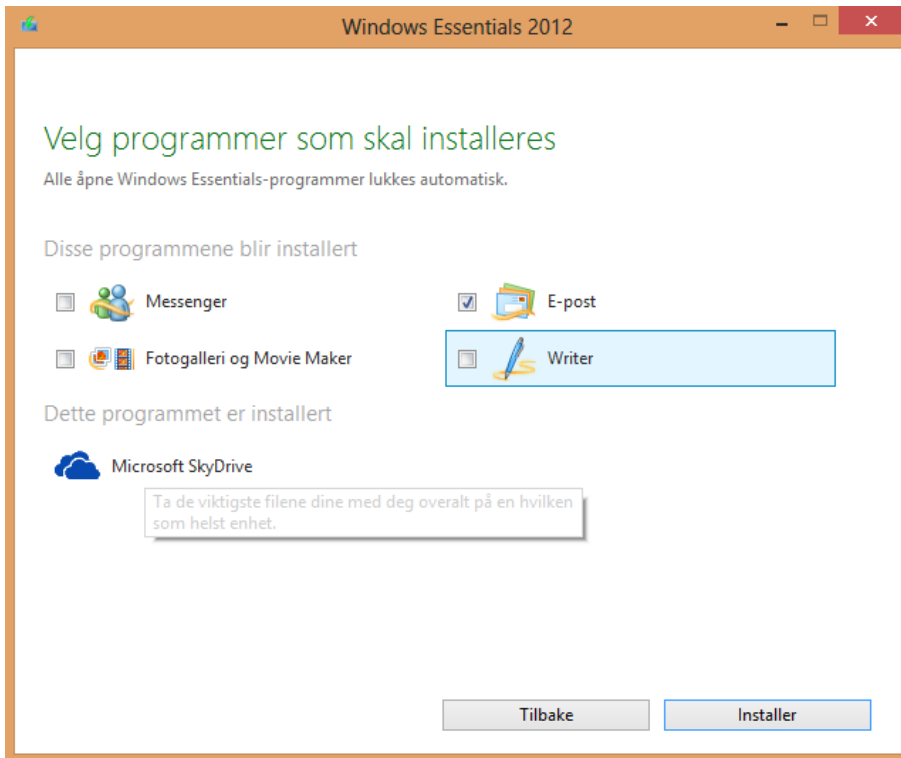 Windows Essentials 2012
Velg programmer som skal installeres
Alle åpne Windows Essentials-programmer lukkes automatisk.
Disse programmene blir installert
Messenger
E-post
Fotogalleri og Movie Maker
Writer
Dette programmet er installert
Microsoft SkyDrive
Ta de viktigste filene dine med deg overalt på en hvilken
som helst enhet.
Tilbake
Installer